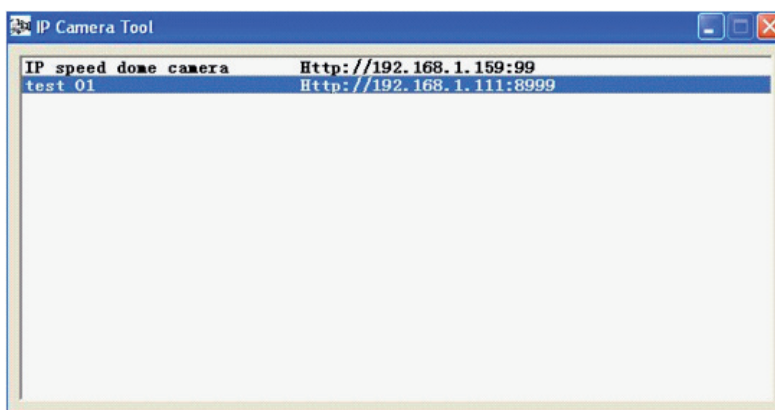 IP Camera Tool
IP speed dome camera Http://192.168.1.159:99
test 01 Http://192.168.1.111:8999